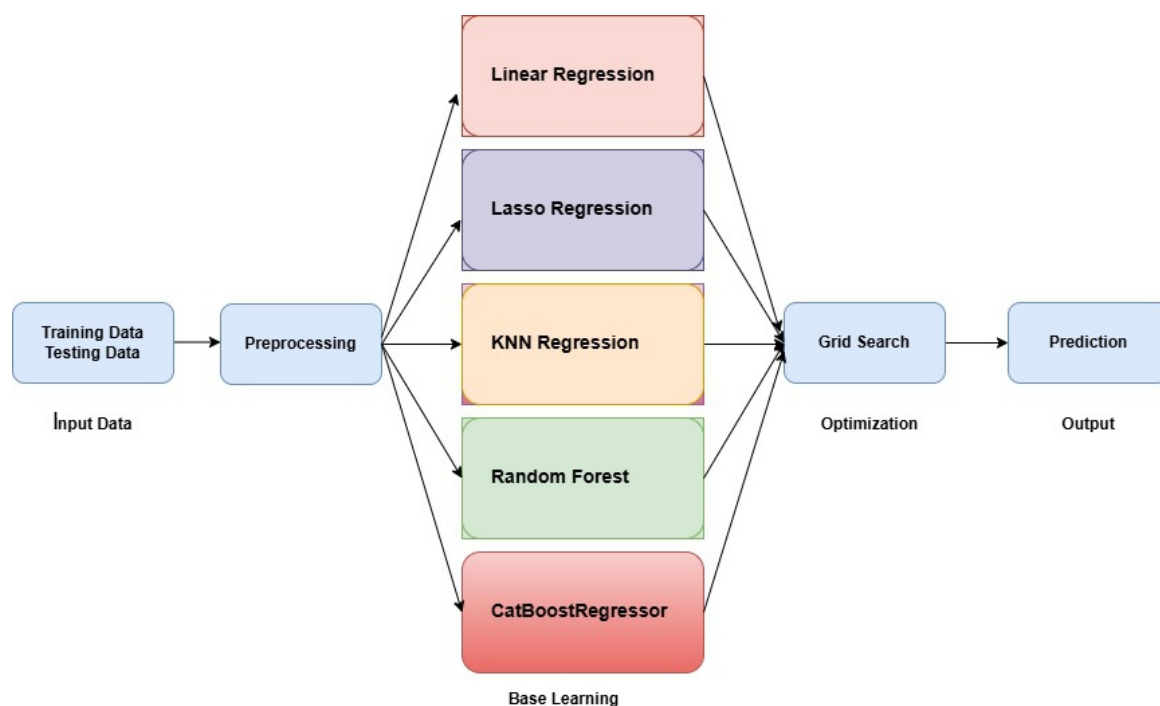 Linear Regression
Lasso Regression
Training Data
Testing Data
Preprocessing
KNN Regression
Grid Search
Prediction
Input Data
Optimization
Output
Random Forest
CatBoostRegressor
Base Learning